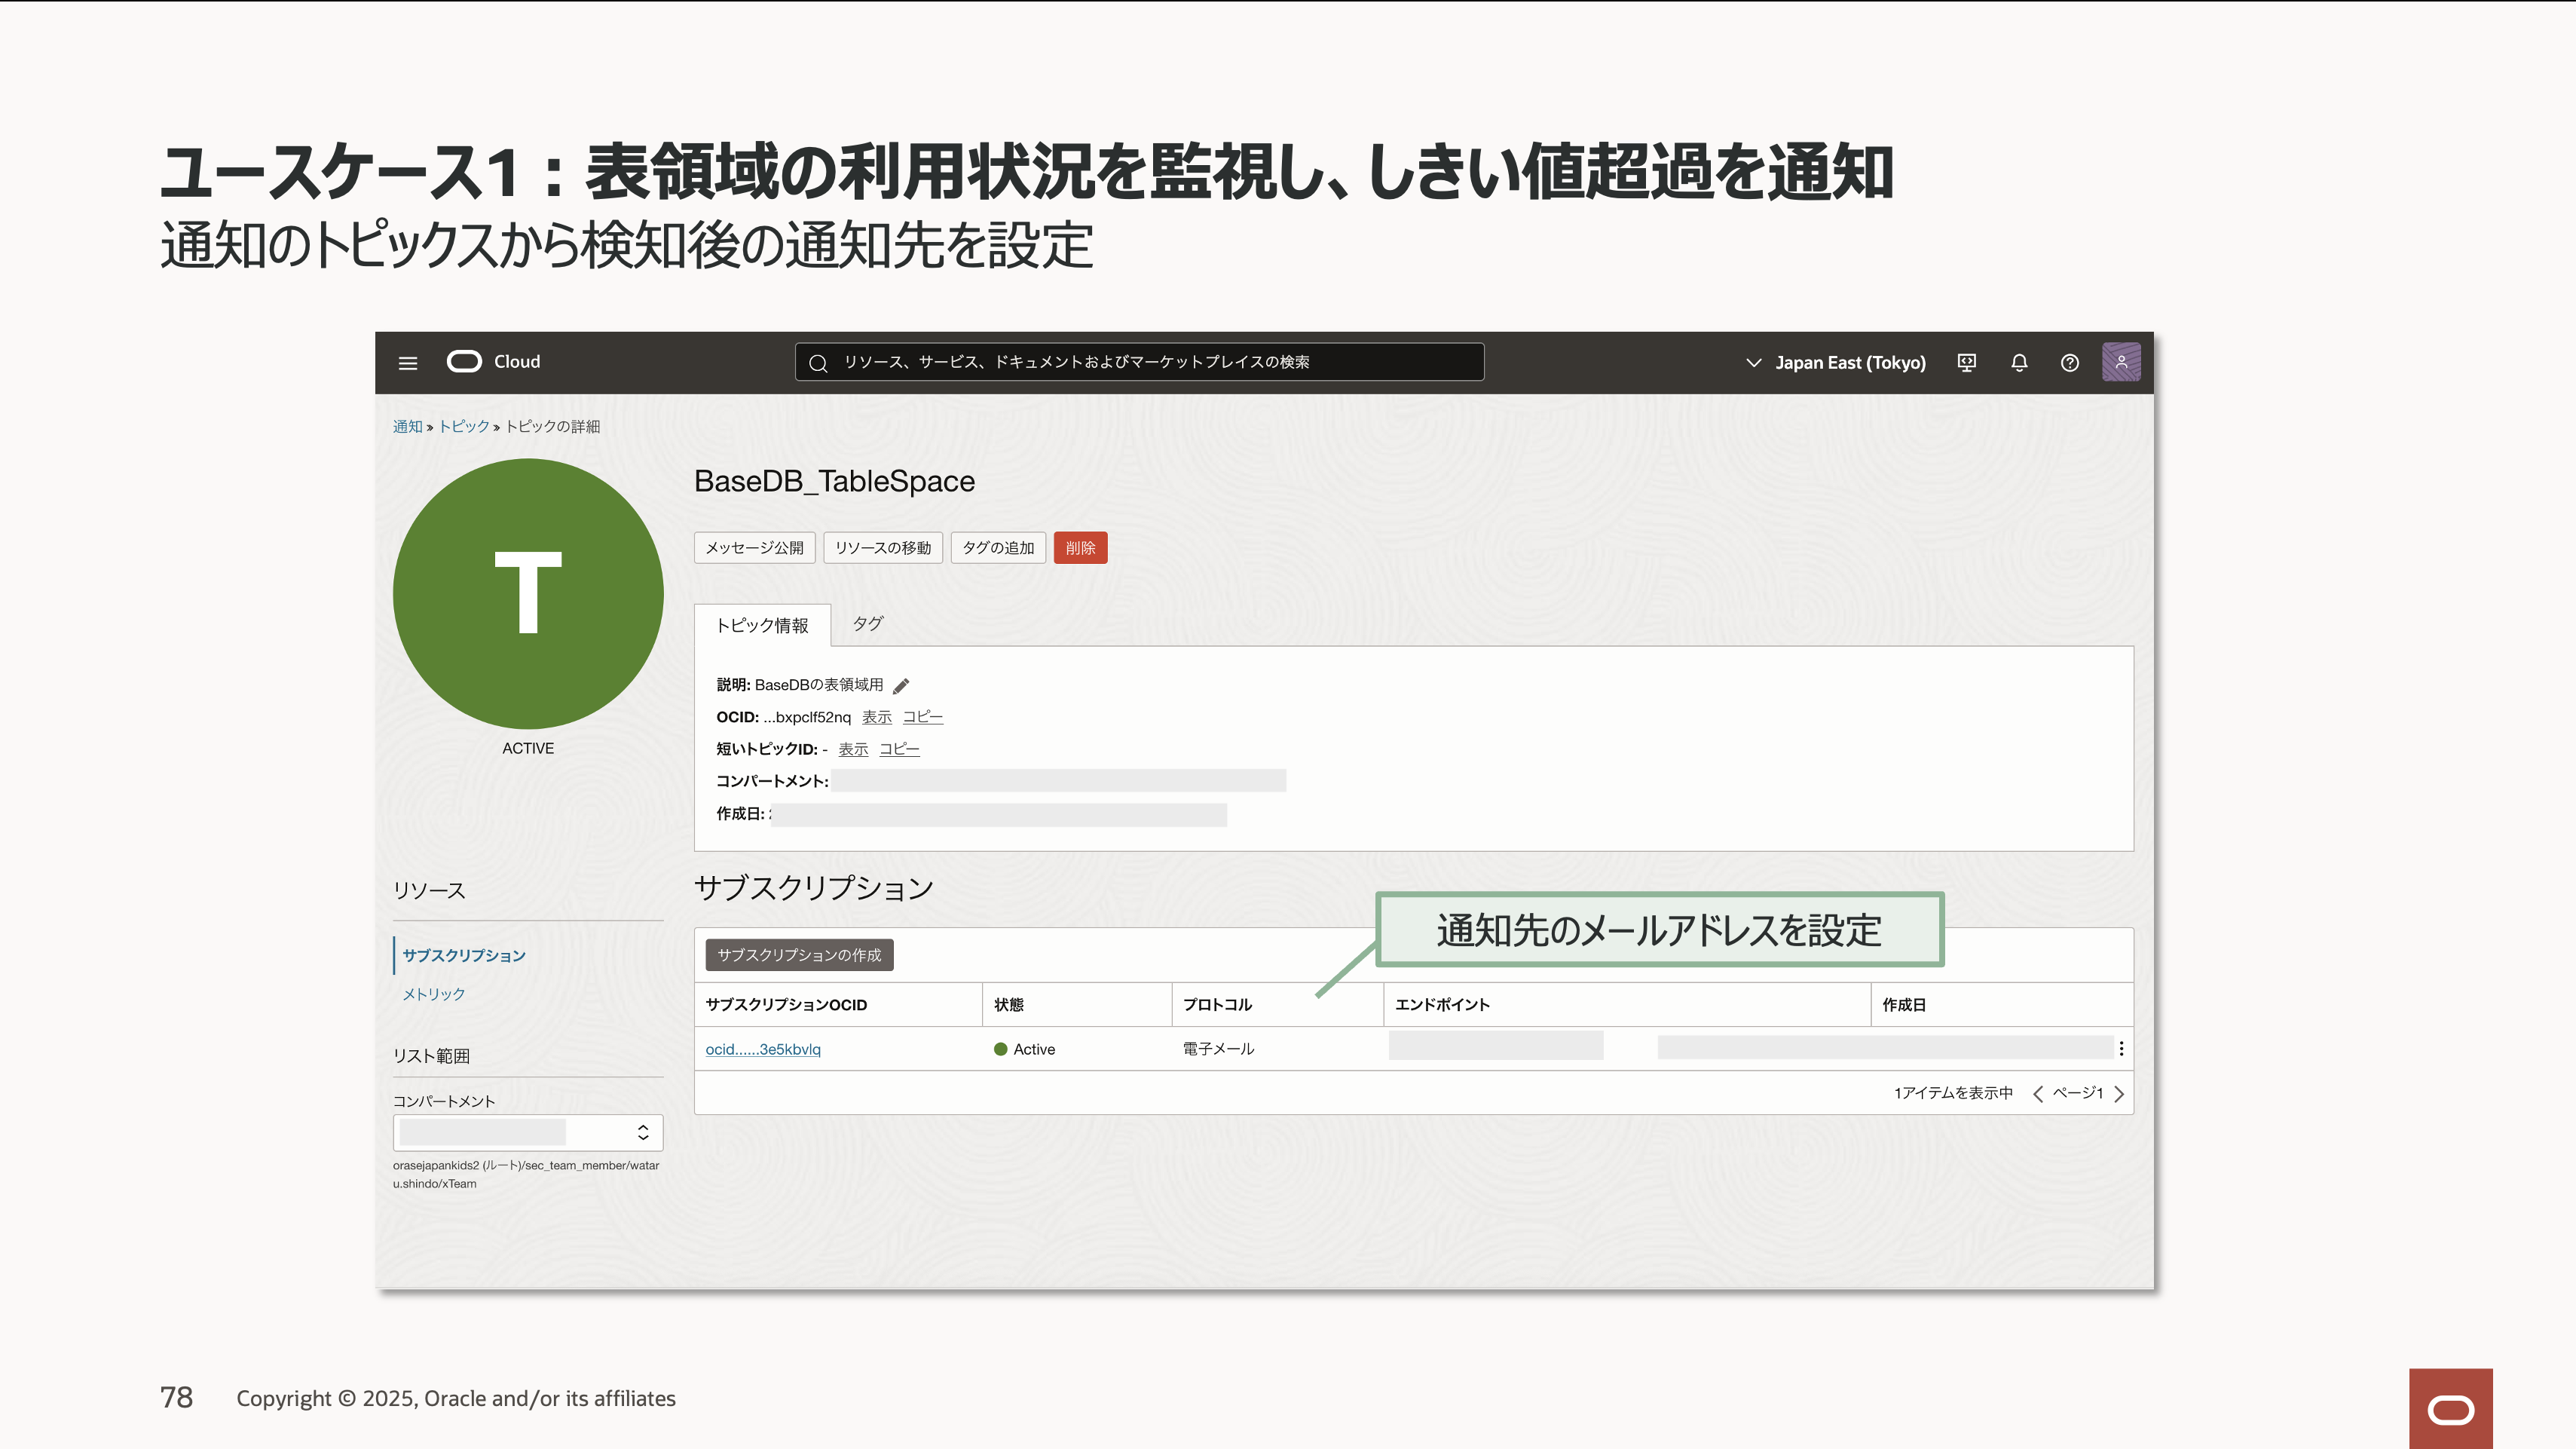 ユースケース1：表領域の利用状況を監視し、しきい値超過を通知
通知のトピックスから検知後の通知先を設定
Cloud
リソース、サービス、ドキュメントおよびマーケットプレイスの検索
Japan East (Tokyo)
通知 » トピック » トピックの詳細
T
ACTIVE
BaseDB_TableSpace
メッセージ公開 リソースの移動 タグの追加 削除
トピック情報 タグ
説明: BaseDBの表領域用
OCID: ...bxpclf52nq 表示 コピー
短いトピックID: - 表示 コピー
コンパートメント:
作成日:
リソース
サブスクリプション
メトリック
リスト範囲
コンパートメント
orasejapankids2 (ルート)/sec_team_member/watar
u.shindo/xTeam
サブスクリプション
通知先のメールアドレスを設定
サブスクリプションの作成
サブスクリプションOCID 状態 プロトコル エンドポイント 作成日
ocid......3e5kbvlq Active 電子メール
1アイテムを表示中 ページ1
78 Copyright © 2025, Oracle and/or its affiliates